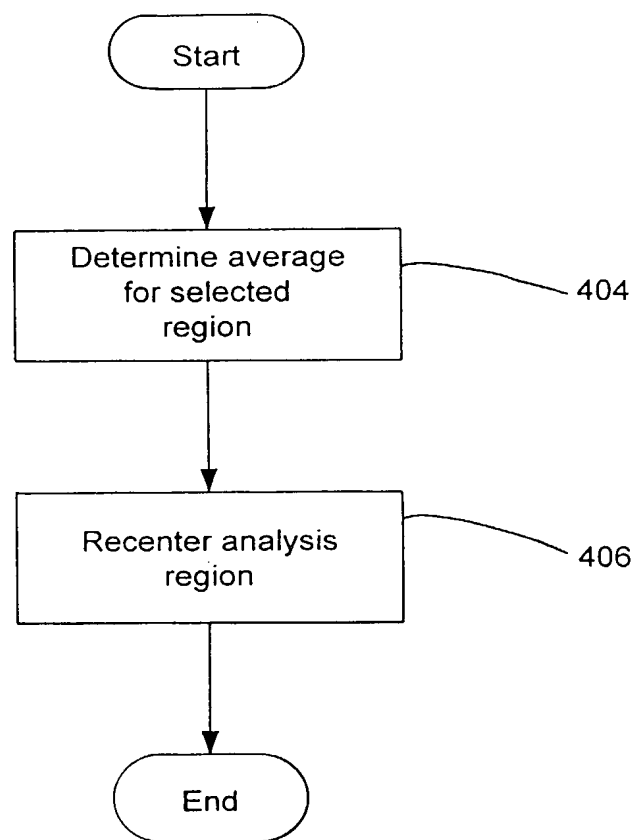 Start
Determine average
for selected
region
404
Recenter analysis
region
406
End